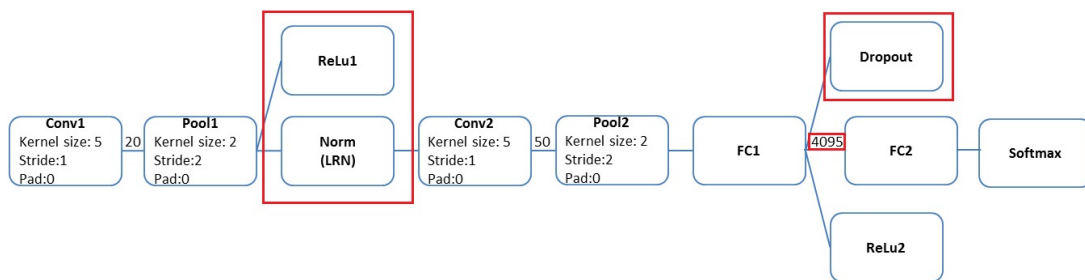 ReLu1
Dropout
Conv1
Kernel size: 5
Stride:1
Pad:0
20
Pool1
Kernel size: 2
Stride:2
Pad:0
Norm
(LRN)
Conv2
Kernel size: 5
Stride:1
Pad:0
50
Pool2
Kernel size: 2
Stride:2
Pad:0
FC1
4095
FC2
Softmax
ReLu2